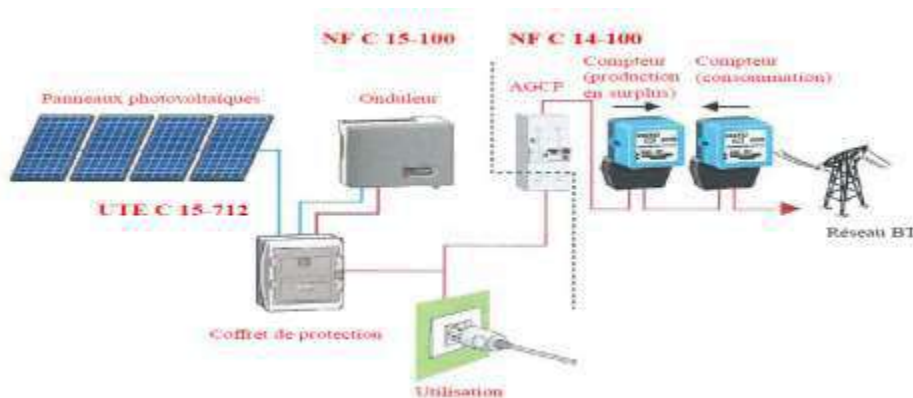 NF C 15-100
NF C 14-100
Panneaux photovoltaïques
Onduleur
AGCP
Compteur
(production
en surplus)
Compteur
(consommation)
UTE C 15-712
Réseau BT
Coffret de protection
Utilisation